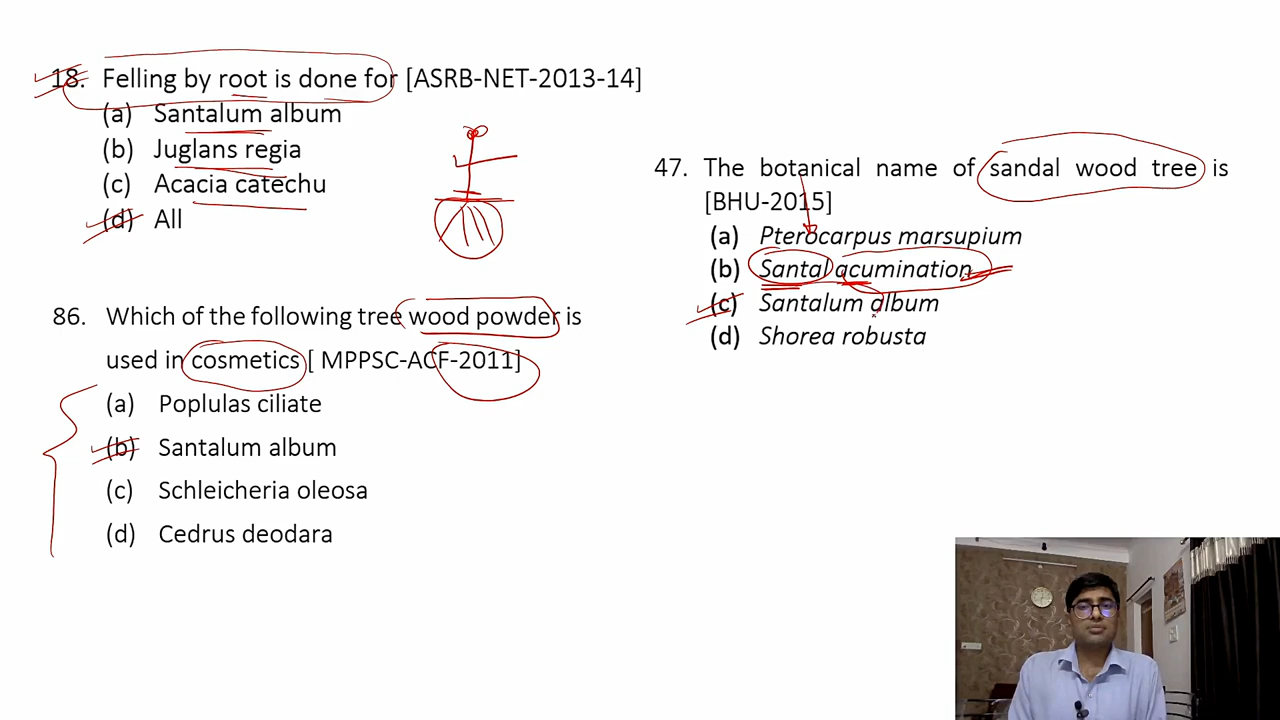 18. Felling by root is done for [ASRB-NET-2013-14]
(a) Santalum album
(b) Juglans regia
(c) Acacia catechu
(d) All
86. Which of the following tree wood powder is
used in cosmetics [ MPPSC-ACF-2011]
(a) Poplulas ciliate
(b) Santalum album
(c) Schleicheria oleosa
(d) Cedrus deodara
47. The botanical name of sandal wood tree is
[BHU-2015]
(a) Pterocarpus marsupium
(b) Santal acumination
(c) Santalum album
(d) Shorea robusta